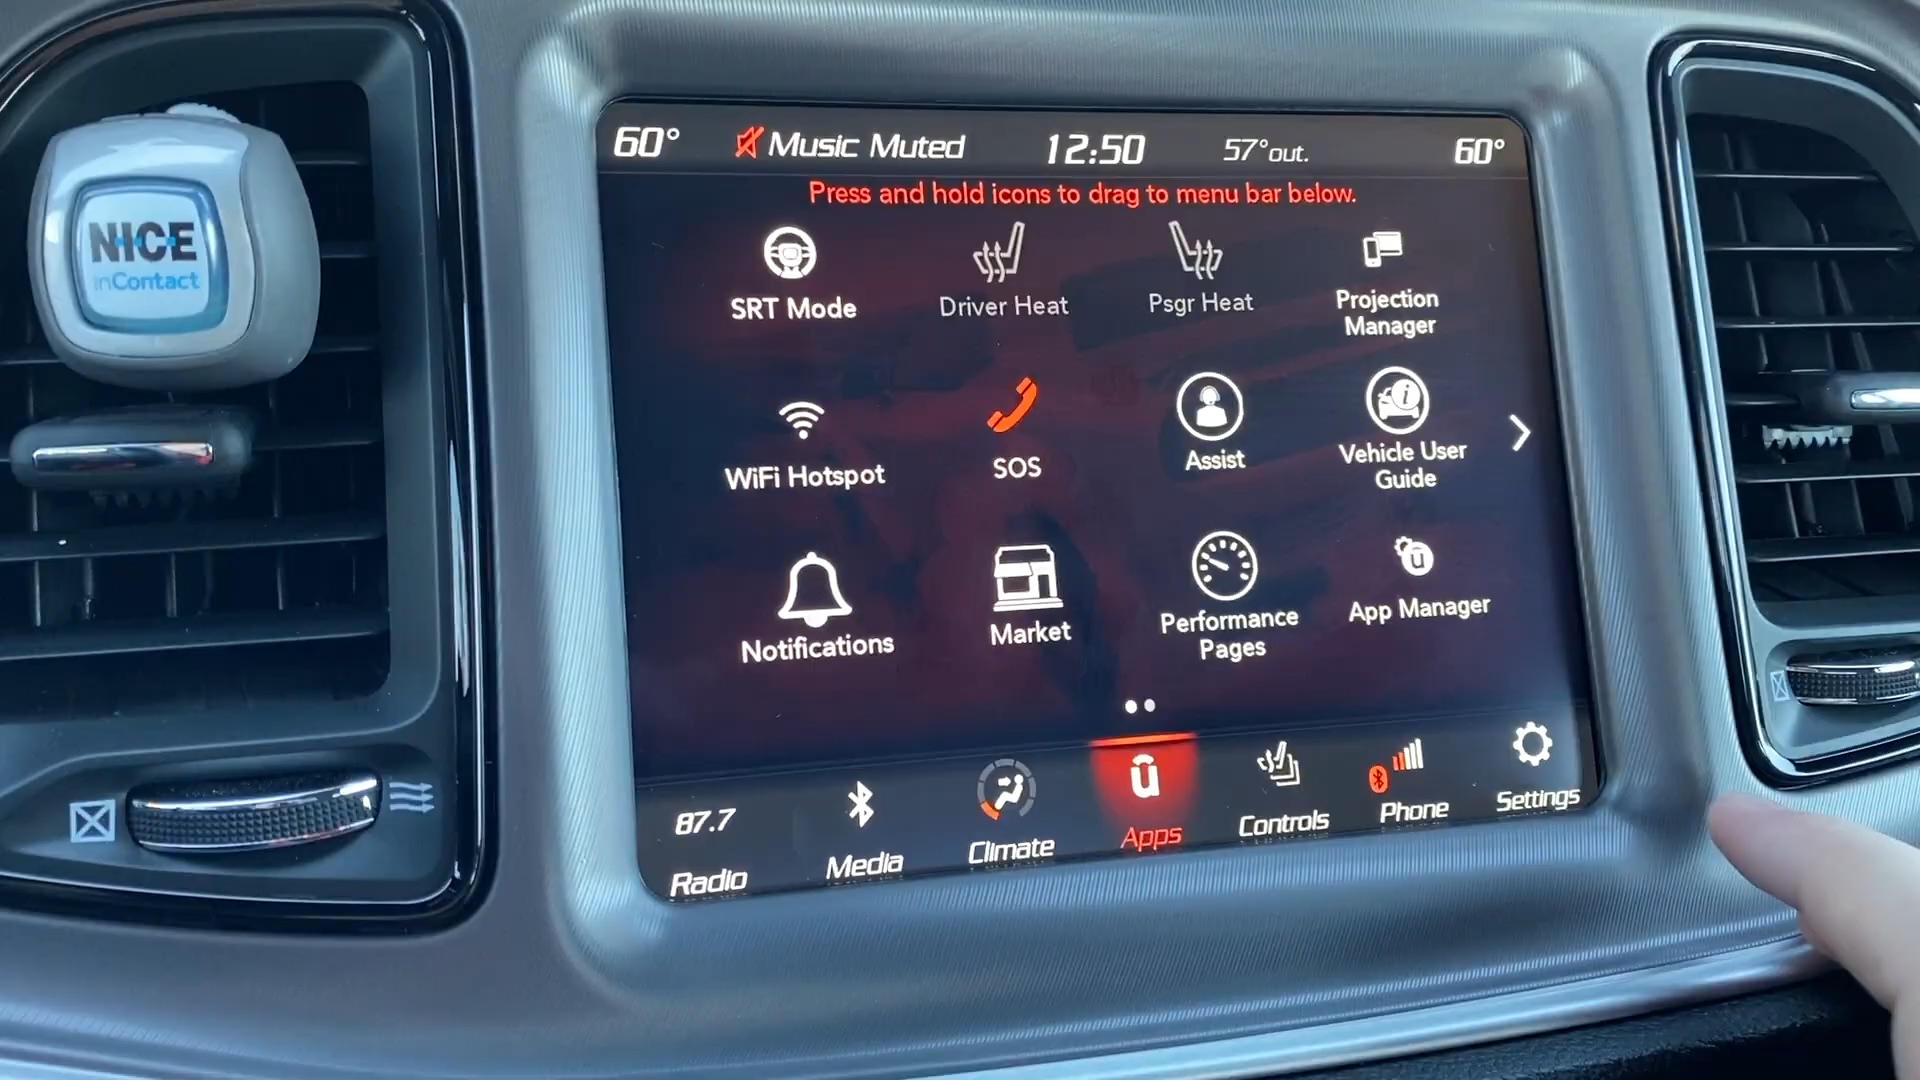 NICE
inContact
60°
Music Muted
12:50
57°out.
60°
Press and hold icons to drag to menu bar below.
SRT Mode
Driver Heat
Psgr Heat
Projection
Manager
WiFi Hotspot
SOS
Assist
Vehicle User
Guide
Notifications
Market
Performance
Pages
App Manager
87.7
Radio
Media
Climate
Apps
Controls
Phone
Settings